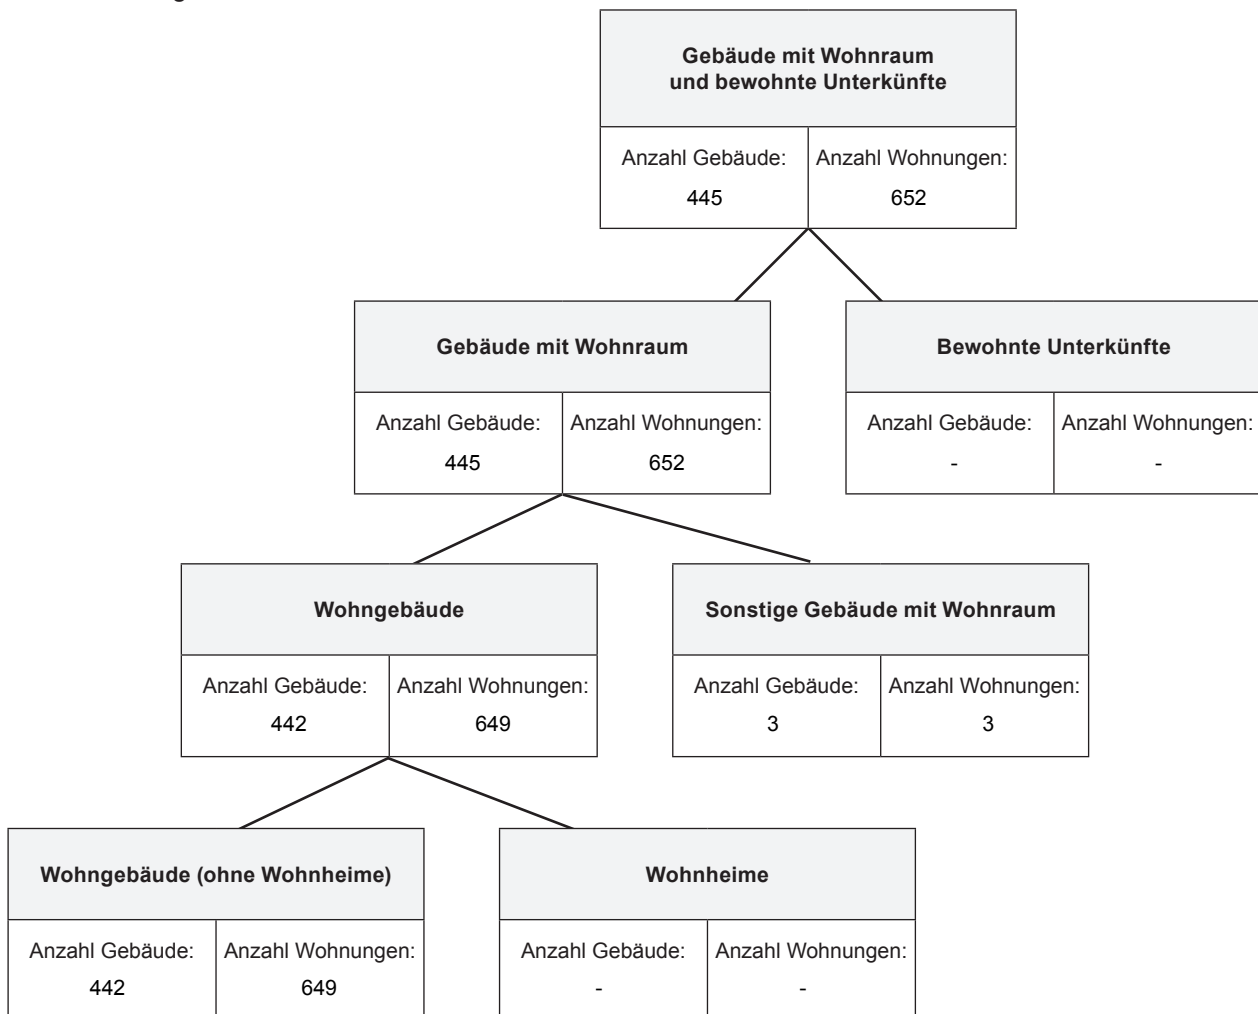 Gebäude mit Wohnraum
und bewohnte Unterkünfte
Anzahl Gebäude: Anzahl Wohnungen:
445 652
Gebäude mit Wohnraum Bewohnte Unterkünfte
Anzahl Gebäude: Anzahl Wohnungen: Anzahl Gebäude: Anzahl Wohnungen:
445 652 - -
Wohngebäude Sonstige Gebäude mit Wohnraum
Anzahl Gebäude: Anzahl Wohnungen: Anzahl Gebäude: Anzahl Wohnungen:
442 649 3 3
Wohngebäude (ohne Wohnheime) Wohnheime
Anzahl Gebäude: Anzahl Wohnungen: Anzahl Gebäude: Anzahl Wohnungen:
442 649 - -